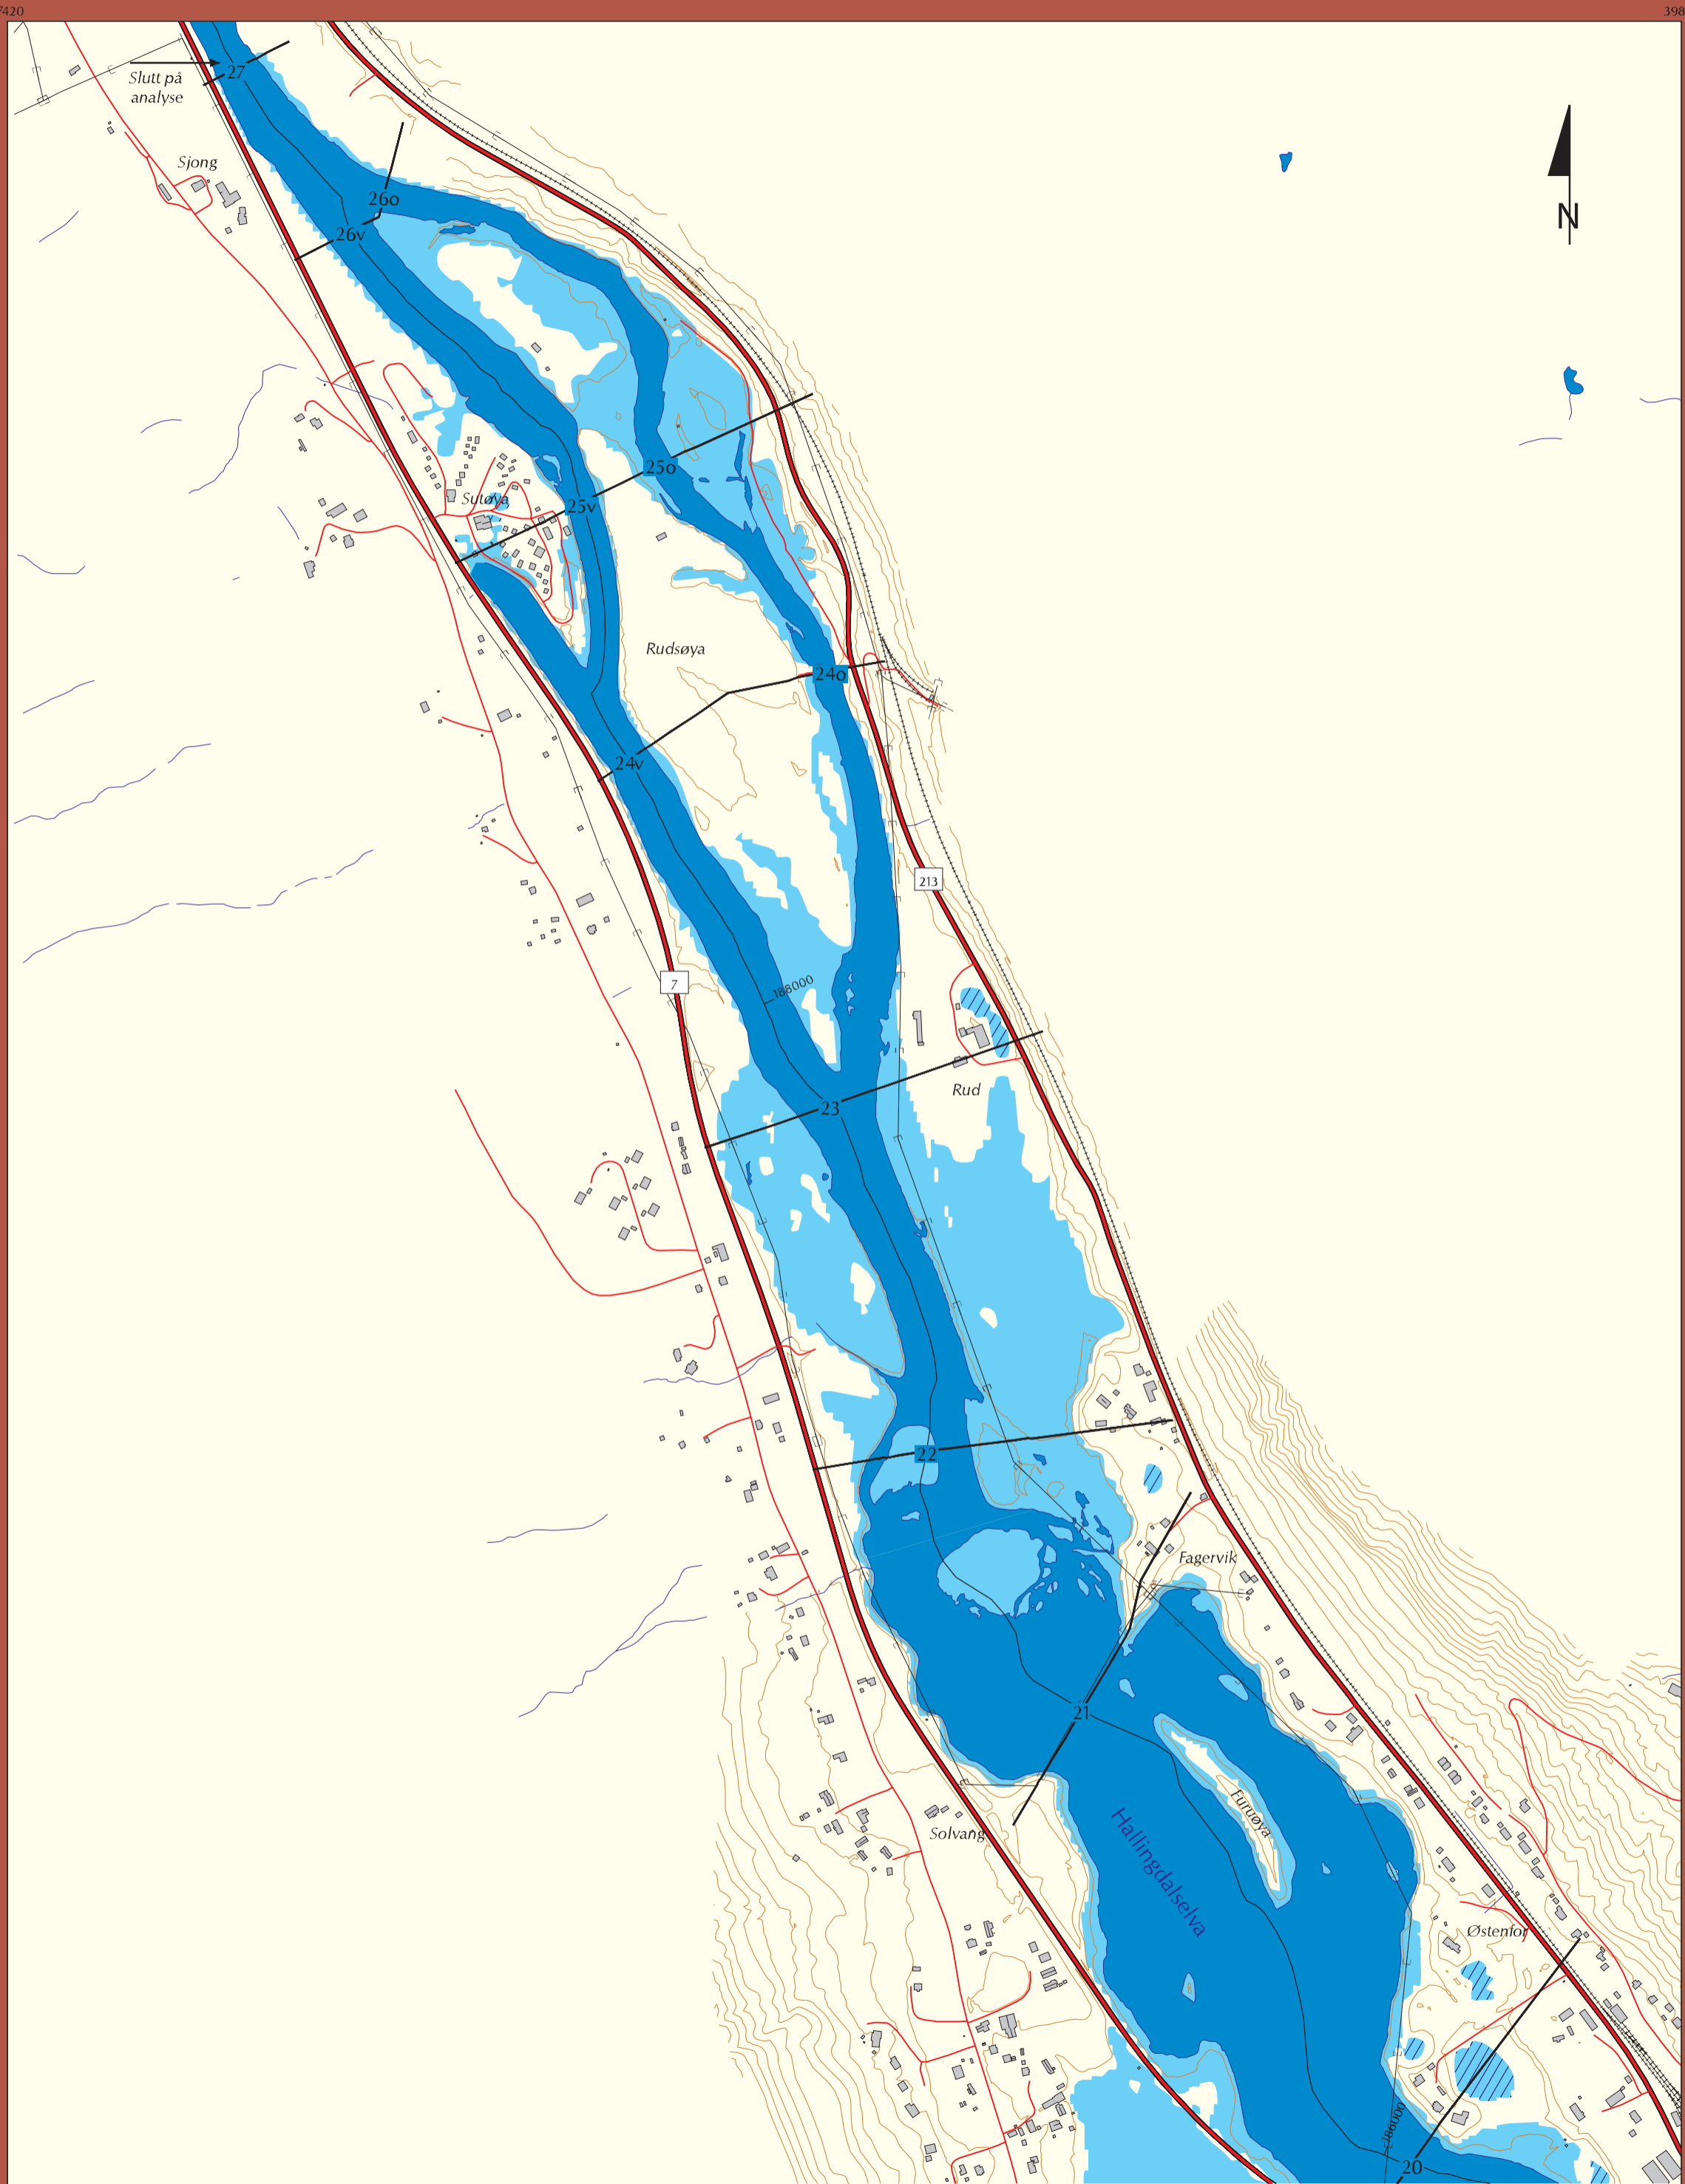 7420
398
27
Slutt på
analyse
Sjong
26o
26v
N
25o
Sutøya
25v
Rudsøya
24o
24v
213
7
188000
23
Rud
22
Fagervik
21
Furuøya
Hallingdalselva
Solvang
Østenfor
186000
20